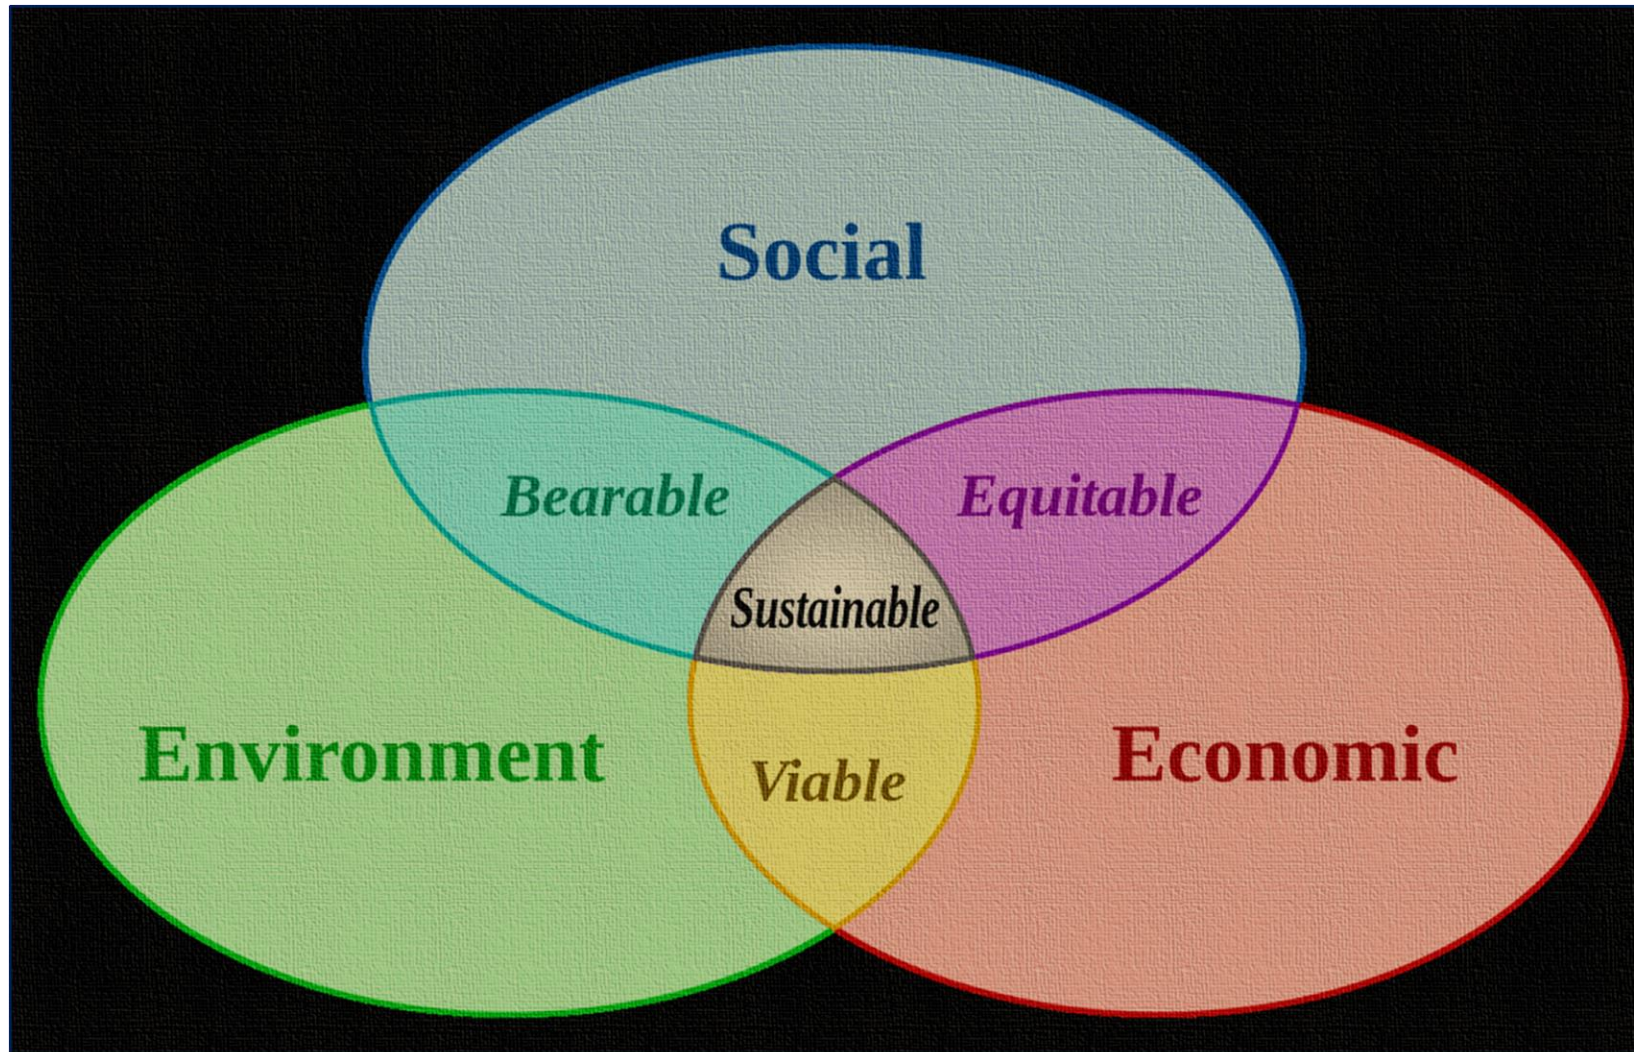 Social
Bearable
Equitable
Sustainable
Environment
Economic
Viable